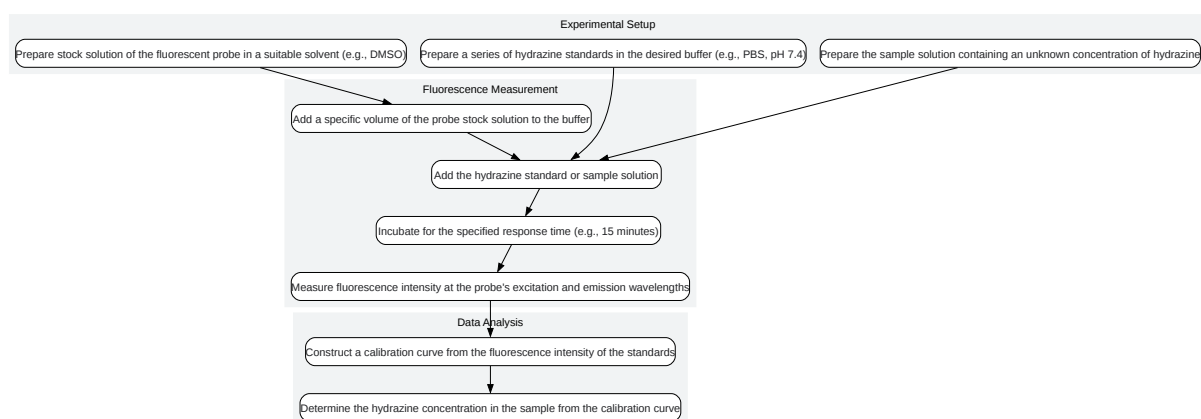 Experimental Setup
Prepare stock solution of the fluorescent probe in a suitable solvent (e.g., DMSO)
Prepare a series of hydrazine standards in the desired buffer (e.g., PBS, pH 7.4)
Prepare the sample solution containing an unknown concentration of hydrazine
Fluorescence Measurement
Add a specific volume of the probe stock solution to the buffer
Add the hydrazine standard or sample solution
Incubate for the specified response time (e.g., 15 minutes)
Measure fluorescence intensity at the probe's excitation and emission wavelengths
Data Analysis
Construct a calibration curve from the fluorescence intensity of the standards
Determine the hydrazine concentration in the sample from the calibration curve